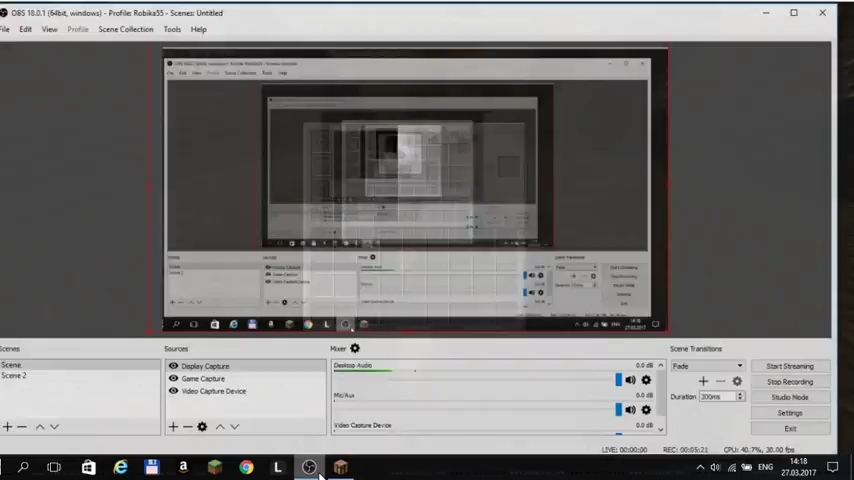 OBS 18.0.1 (64bit, windows) - Profile: Robika55 - Scenes: Untitled
File Edit View Profile Scene Collection Tools Help
Scenes
Sources
Mixer
Scene Transitions
Scene
Scene 2
Display Capture
Game Capture
Video Capture Device
Desktop Audio 0.0 dB
Mic/Aux 0.0 dB
Video Capture Device 0.0 dB
Fade
Duration 300ms
Start Streaming
Stop Recording
Studio Mode
Settings
Exit
LIVE: 00:00:00 REC: 00:05:21 CPU: 40.7%, 30.00 fps
a
L
ENG
14:18
27.03.2017